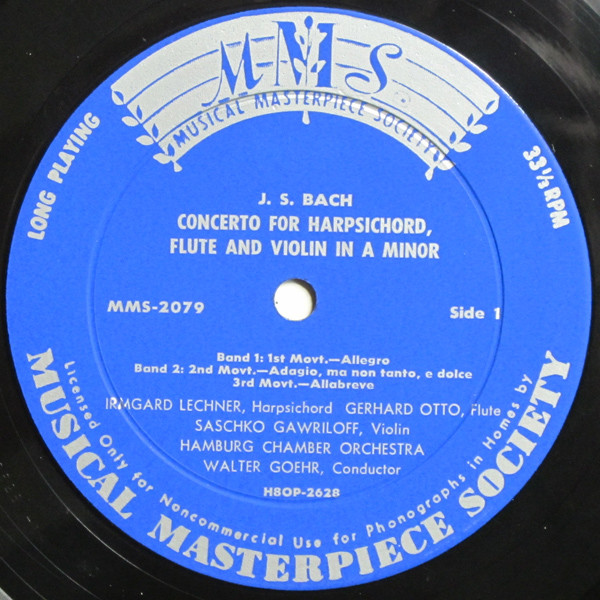 MMS
MUSICAL MASTERPIECE SOCIETY
LONG PLAYING
33⅓ RPM
J. S. BACH
CONCERTO FOR HARPSICHORD,
FLUTE AND VIOLIN IN A MINOR
MMS-2079
Side 1
Band 1: 1st Movt.—Allegro
Band 2: 2nd Movt.—Adagio, ma non tanto, e dolce
3rd Movt.—Allabreve
IRMGARD LECHNER, Harpsichord GERHARD OTTO, Flute
SASCHKO GAWRILOFF, Violin
HAMBURG CHAMBER ORCHESTRA
WALTER GOEHR, Conductor
H8OP-2628
Licensed Only for Noncommercial Use for Phonographs in Homes by
MUSICAL MASTERPIECE SOCIETY